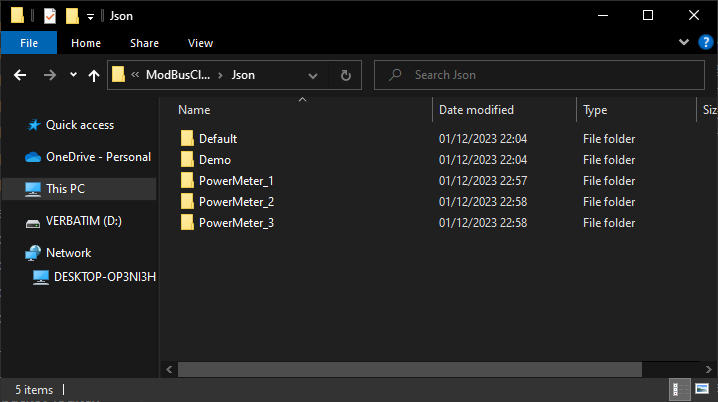 Json
File Home Share View
« ModBusCl... Json Search Json
Name Date modified Type Siz
Quick access
OneDrive - Personal
This PC
VERBATIM (D:)
Network
DESKTOP-OP3NI3H
Default 01/12/2023 22:04 File folder
Demo 01/12/2023 22:04 File folder
PowerMeter_1 01/12/2023 22:57 File folder
PowerMeter_2 01/12/2023 22:58 File folder
PowerMeter_3 01/12/2023 22:58 File folder
5 items